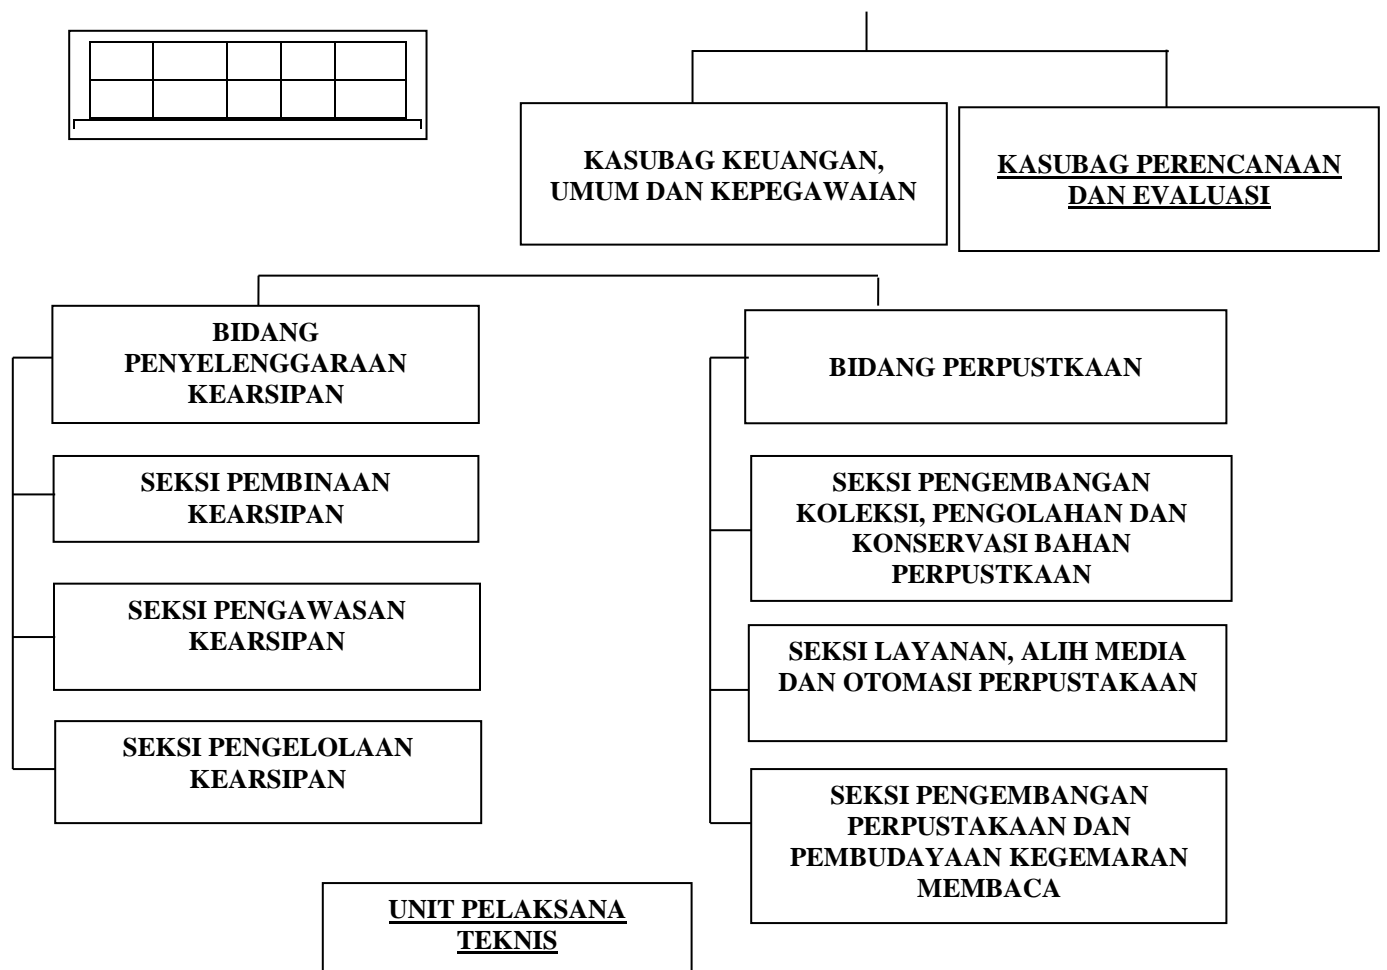 KASUBAG KEUANGAN,
UMUM DAN KEPEGAWAIAN
KASUBAG PERENCANAAN
DAN EVALUASI
BIDANG
PENYELENGGARAAN
KEARSIPAN
BIDANG PERPUSTKAAN
SEKSI PEMBINAAN
KEARSIPAN
SEKSI PENGEMBANGAN
KOLEKSI, PENGOLAHAN DAN
KONSERVASI BAHAN
PERPUSTKAAN
SEKSI PENGAWASAN
KEARSIPAN
SEKSI LAYANAN, ALIH MEDIA
DAN OTOMASI PERPUSTAKAAN
SEKSI PENGELOLAAN
KEARSIPAN
SEKSI PENGEMBANGAN
PERPUSTAKAAN DAN
PEMBUDAYAAN KEGEMARAN
MEMBACA
UNIT PELAKSANA
TEKNIS